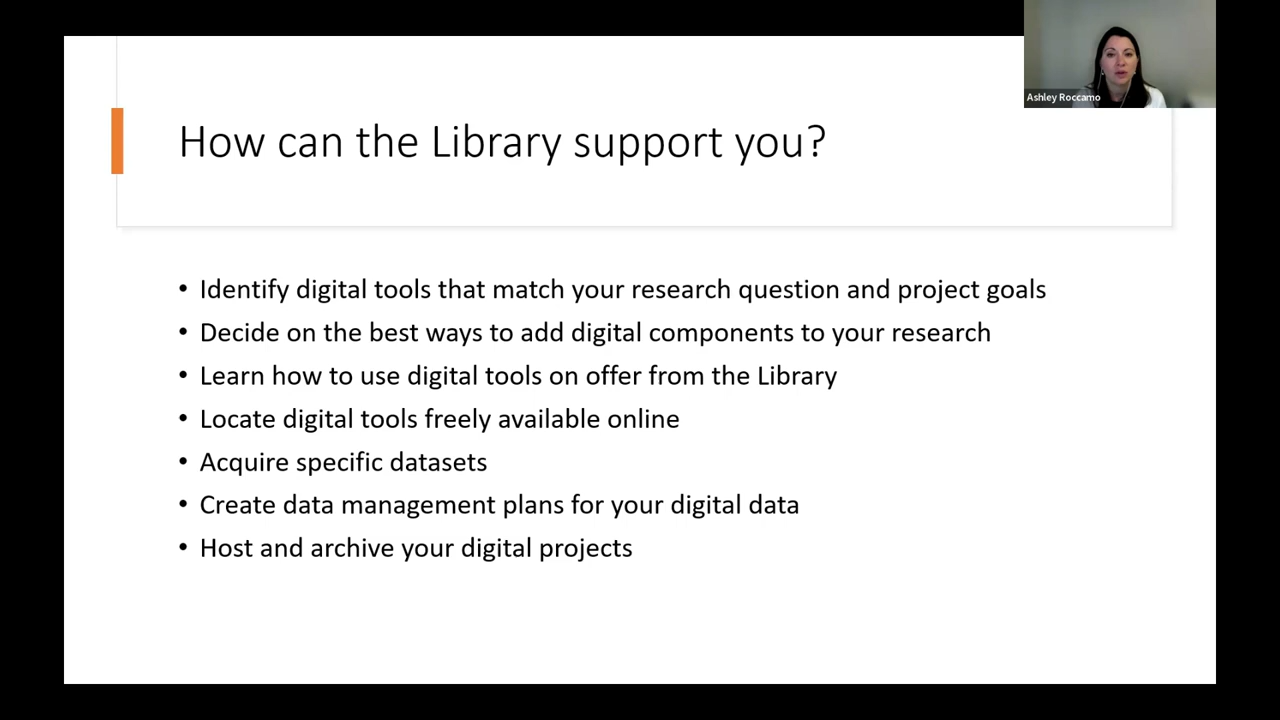 Ashley Roccamo
How can the Library support you?
• Identify digital tools that match your research question and project goals
• Decide on the best ways to add digital components to your research
• Learn how to use digital tools on offer from the Library
• Locate digital tools freely available online
• Acquire specific datasets
• Create data management plans for your digital data
• Host and archive your digital projects